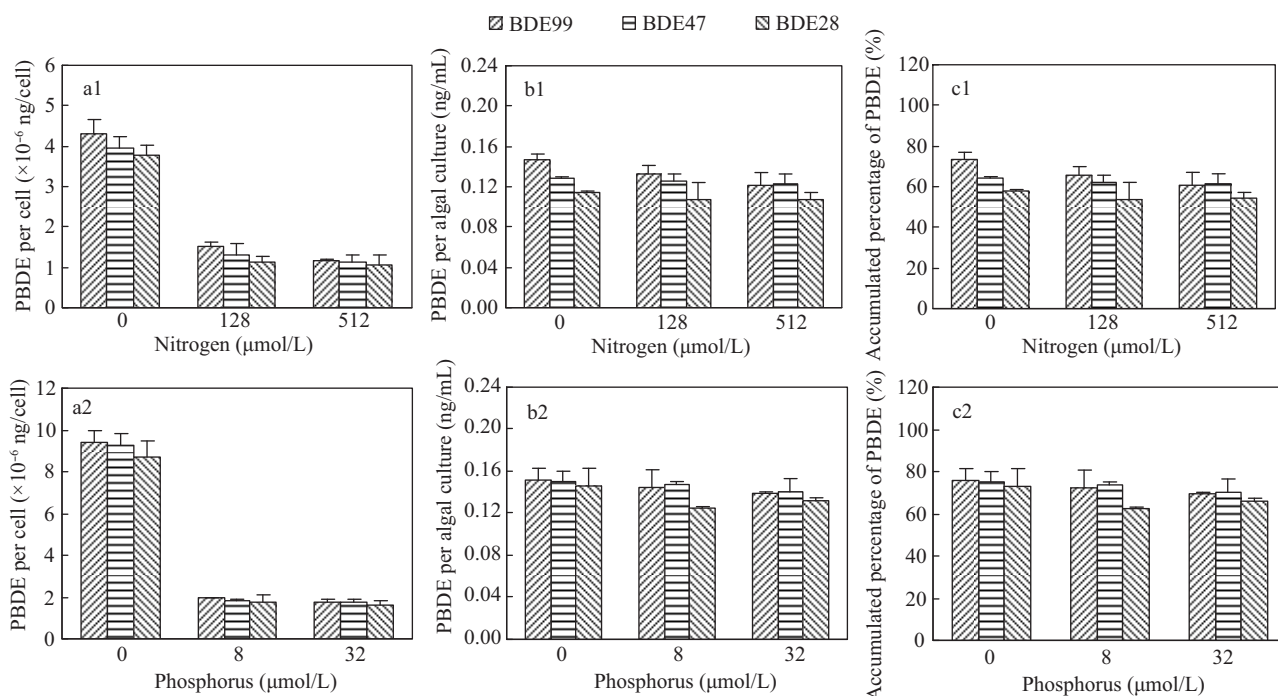 BDE99 BDE47 BDE28
PBDE per cell (×10⁻⁶ ng/cell)
6
5
4
3
2
1
0
a1
0 128 512
Nitrogen (μmol/L)
PBDE per algal culture (ng/mL)
0.24
0.20
0.16
0.12
0.08
0.04
0.00
b1
0 128 512
Nitrogen (μmol/L)
Accumulated percentage of PBDE (%)
120
100
80
60
40
20
0
c1
0 128 512
Nitrogen (μmol/L)
PBDE per cell (×10⁻⁶ ng/cell)
12
10
8
6
4
2
0
a2
0 8 32
Phosphorus (μmol/L)
PBDE per algal culture (ng/mL)
0.24
0.20
0.16
0.12
0.08
0.04
0.00
b2
0 8 32
Phosphorus (μmol/L)
Accumulated percentage of PBDE (%)
120
100
80
60
40
20
0
c2
0 8 32
Phosphorus (μmol/L)